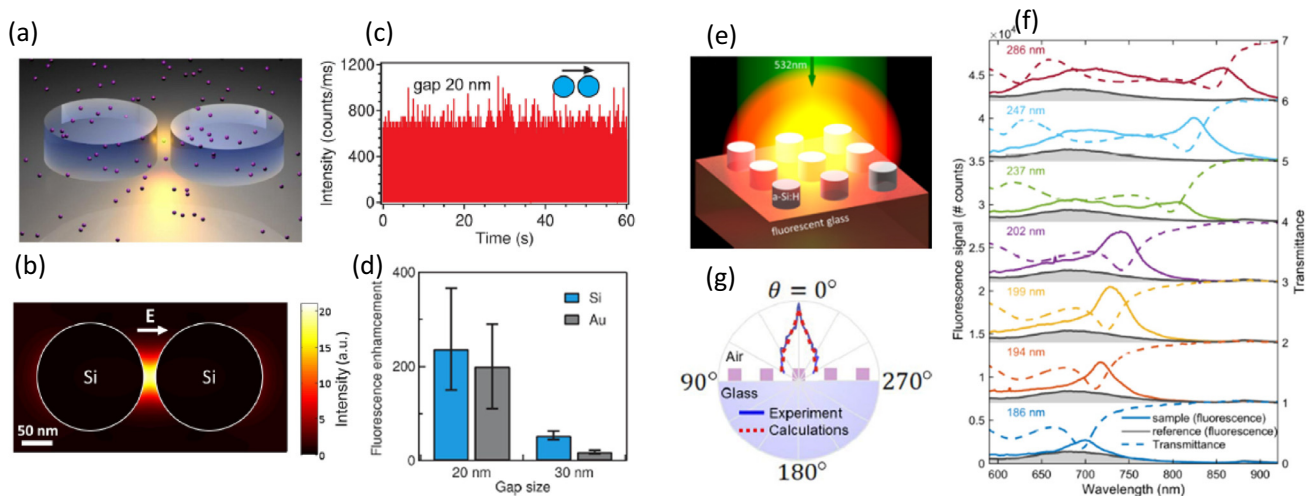 (a)
(c)
Intensity (counts/ms)
1200
800
400
0
gap 20 nm
0
20
40
60
Time (s)
(b)
E
Si
Si
50 nm
20
15
10
5
0
Intensity (a.u.)
(d)
Fluorescence enhamcement
400
200
0
Si
Au
20 nm
30 nm
Gap size
(e)
532nm
a-Si:H
fluorescent glass
(g)
θ = 0°
Air
90°
270°
Glass
Experiment
Calculations
180°
(f)
×10⁴
Fluorescence signal (# counts)
4.5
3.5
3
2.5
2
1.5
1
0.5
0
286 nm
247 nm
237 nm
202 nm
199 nm
194 nm
186 nm
sample (fluorescence)
reference (fluorescence)
Transmittance
7
6
5
4
3
2
1
0
Transmittance
600
650
700
750
800
850
900
Wavelength (nm)